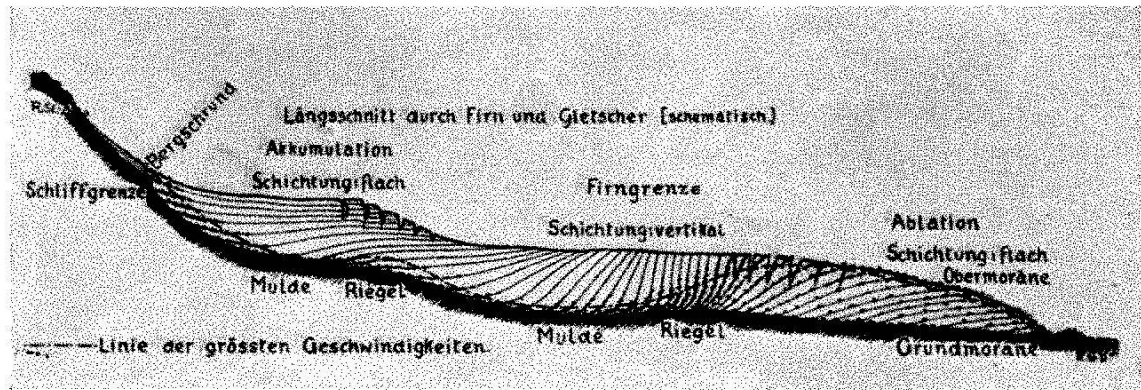 Längsschnitt durch Firn und Gletscher [schematisch]
Bergschrund
Akkumulation
Schichtung:flach
Schliffgrenze
Firngrenze
Schichtung:vertikal
Ablation
Schichtung:flach
Obermoräne
Mulde
Riegel
Mulde
Riegel
Grundmoräne
Linie der grössten Geschwindigkeiten